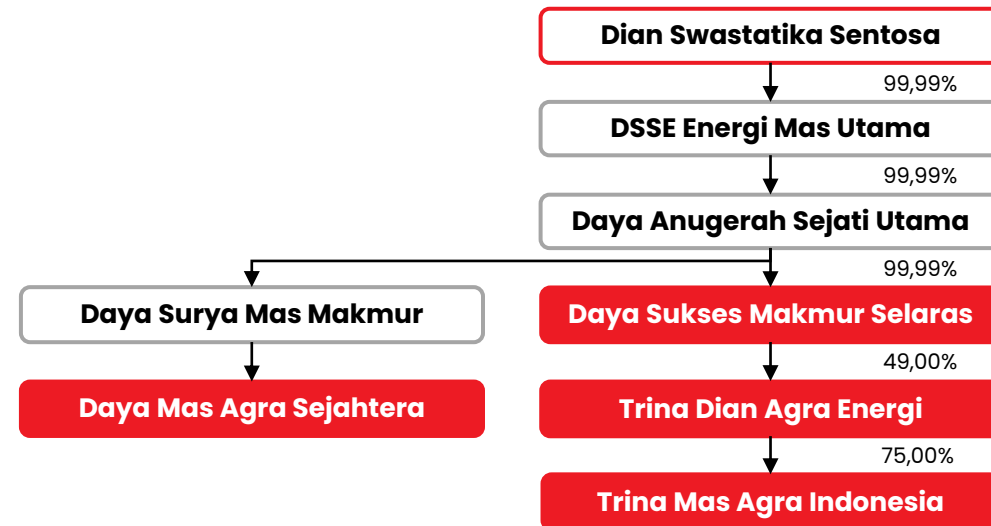 Dian Swastatika Sentosa
99,99%
DSSE Energi Mas Utama
99,99%
Daya Anugerah Sejati Utama
99,99%
Daya Surya Mas Makmur
Daya Sukses Makmur Selaras
49,00%
Daya Mas Agra Sejahtera
Trina Dian Agra Energi
75,00%
Trina Mas Agra Indonesia